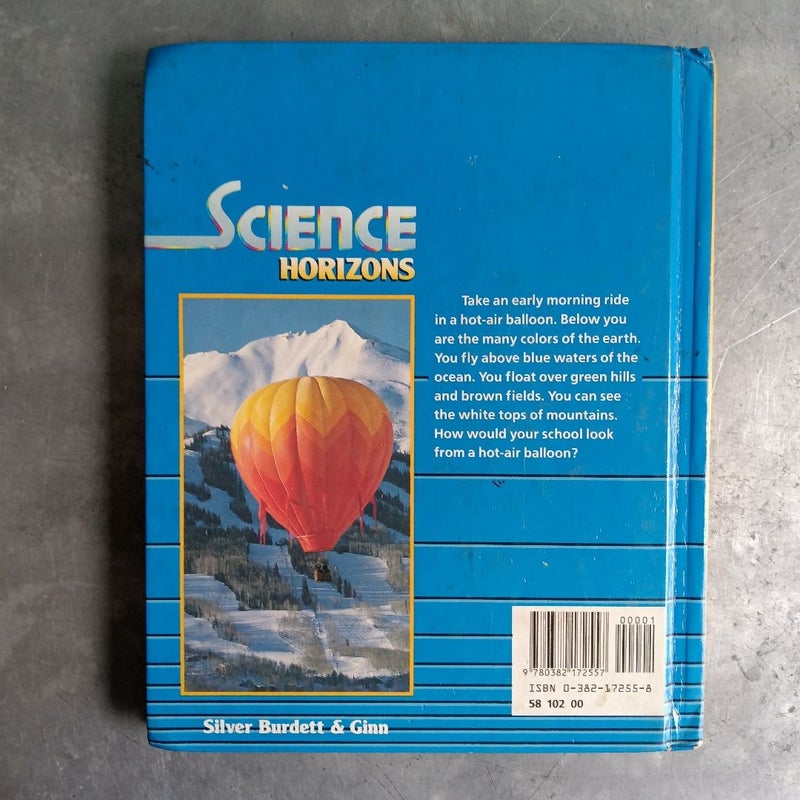 SCIENCE
HORIZONS
Take an early morning ride
in a hot-air balloon. Below you
are the many colors of the earth.
You fly above blue waters of the
ocean. You float over green hills
and brown fields. You can see
the white tops of mountains.
How would your school look
from a hot-air balloon?
00001
9 780382 172557
ISBN 0-382-17255-8
58 102 00
Silver Burdett & Ginn